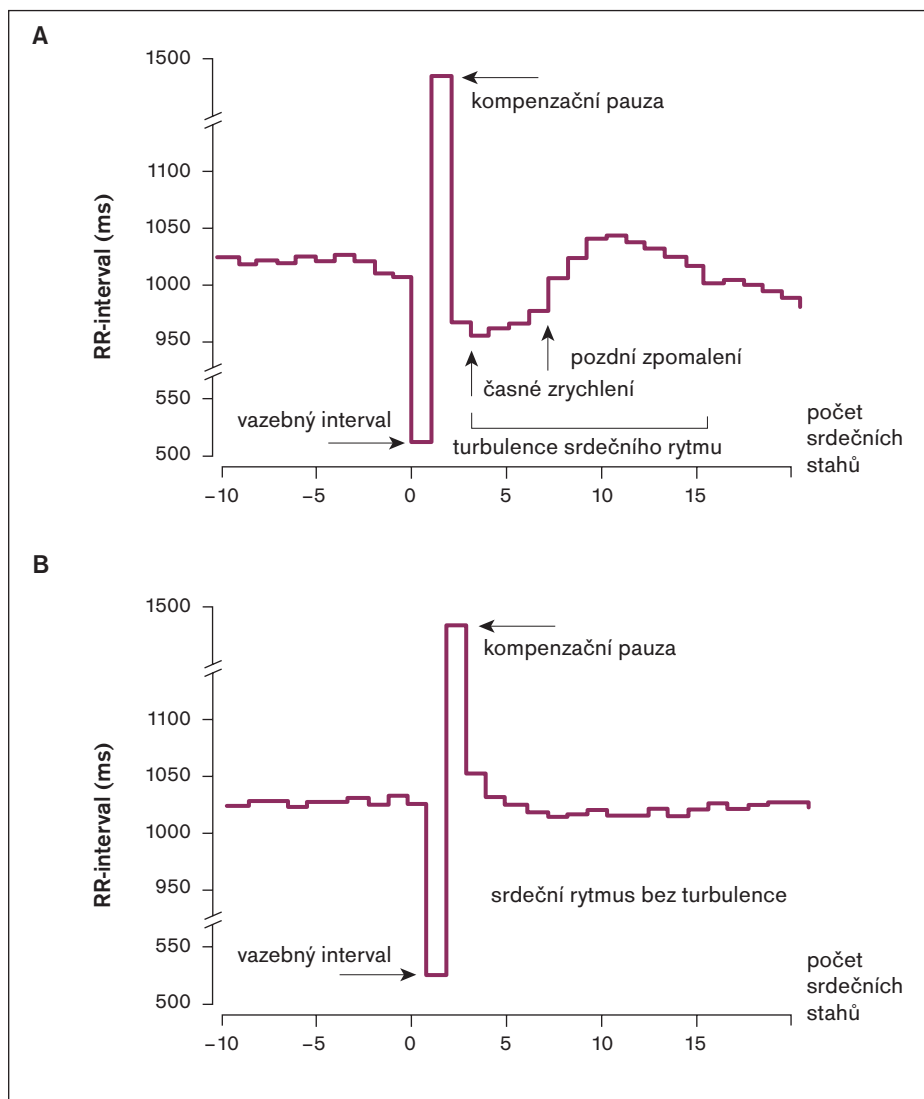 A
1500
kompenzační pauza
1100
1050
1000
950
pozdní zpomalení
časné zrychlení
550
vazebný interval
500
turbulence srdečního rytmu
počet
srdečních
stahů
RR-interval (ms)
−10
−5
0
5
10
15
B
1500
kompenzační pauza
1100
1050
1000
950
srdeční rytmus bez turbulence
550
vazebný interval
500
počet
srdečních
stahů
RR-interval (ms)
−10
−5
0
5
10
15